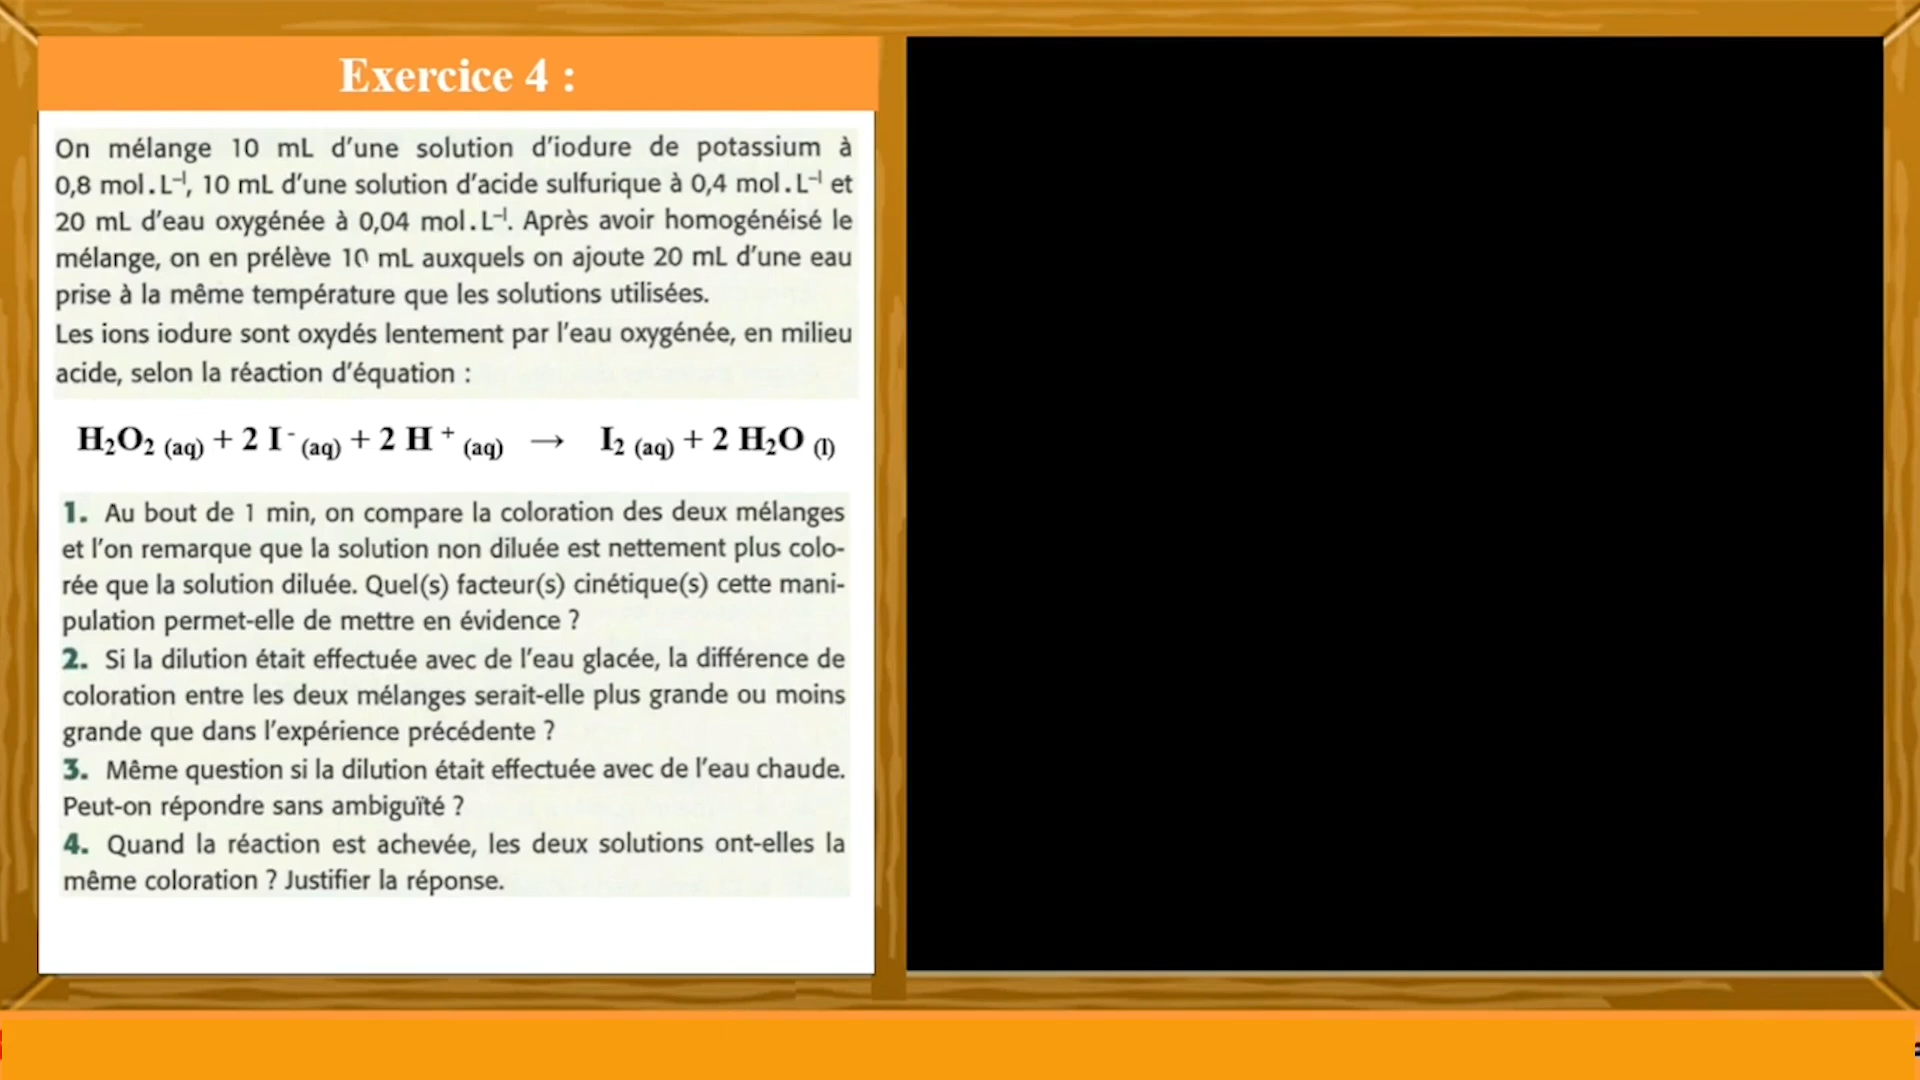 Exercice 4 :
On mélange 10 mL d'une solution d'iodure de potassium à
0,8 mol.L⁻¹, 10 mL d'une solution d'acide sulfurique à 0,4 mol.L⁻¹ et
20 mL d'eau oxygénée à 0,04 mol.L⁻¹. Après avoir homogénéisé le
mélange, on en prélève 10 mL auxquels on ajoute 20 mL d'une eau
prise à la même température que les solutions utilisées.
Les ions iodure sont oxydés lentement par l'eau oxygénée, en milieu
acide, selon la réaction d'équation :
H₂O₂ (aq) + 2 I⁻ (aq) + 2 H⁺ (aq) → I₂ (aq) + 2 H₂O (l)
1. Au bout de 1 min, on compare la coloration des deux mélanges
et l'on remarque que la solution non diluée est nettement plus colo-
rée que la solution diluée. Quel(s) facteur(s) cinétique(s) cette mani-
pulation permet-elle de mettre en évidence ?
2. Si la dilution était effectuée avec de l'eau glacée, la différence de
coloration entre les deux mélanges serait-elle plus grande ou moins
grande que dans l'expérience précédente ?
3. Même question si la dilution était effectuée avec de l'eau chaude.
Peut-on répondre sans ambiguïté ?
4. Quand la réaction est achevée, les deux solutions ont-elles la
même coloration ? Justifier la réponse.